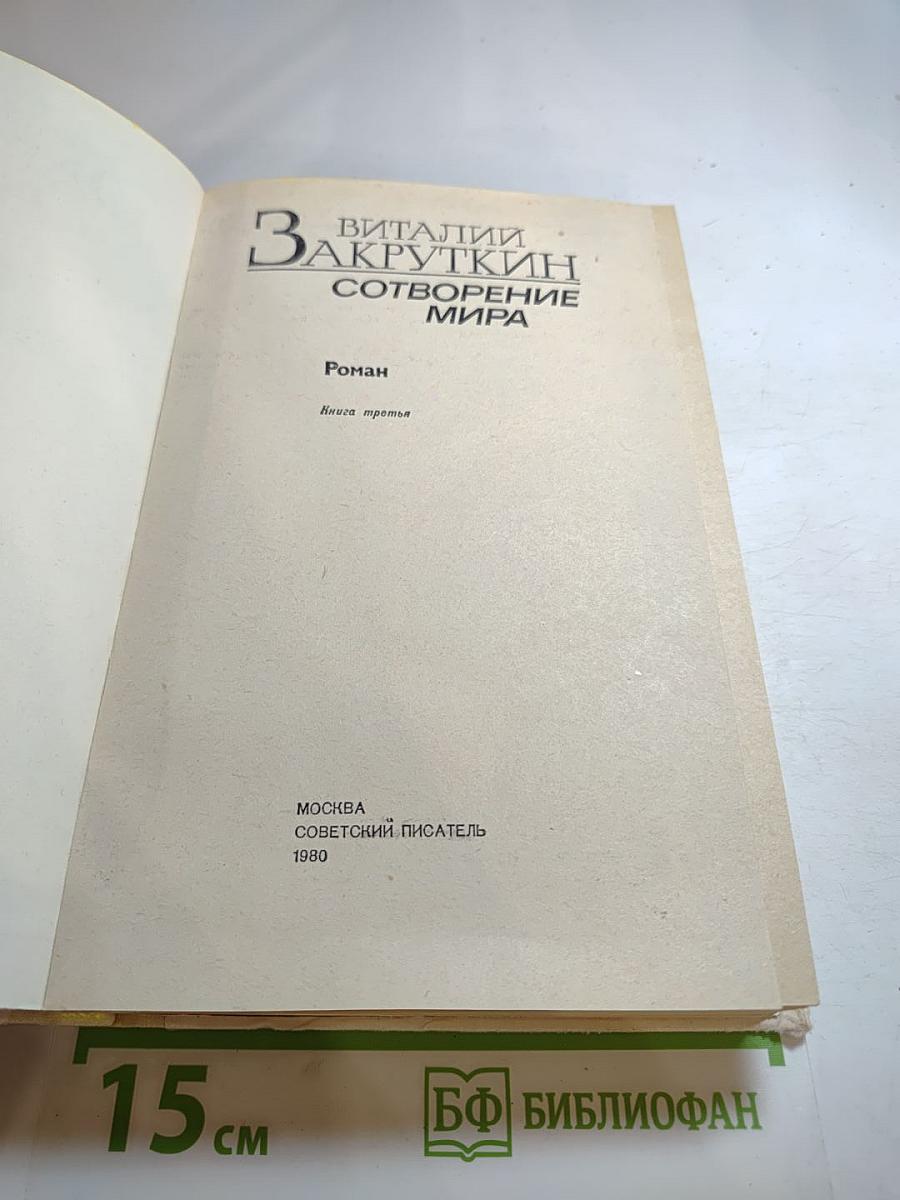 ВИТАЛИЙ
ЗАКРУТКИН
СОТВОРЕНИЕ
МИРА
Роман
Книга третья
МОСКВА
СОВЕТСКИЙ ПИСАТЕЛЬ
1980
15 см
БФ БИБЛИОФАН